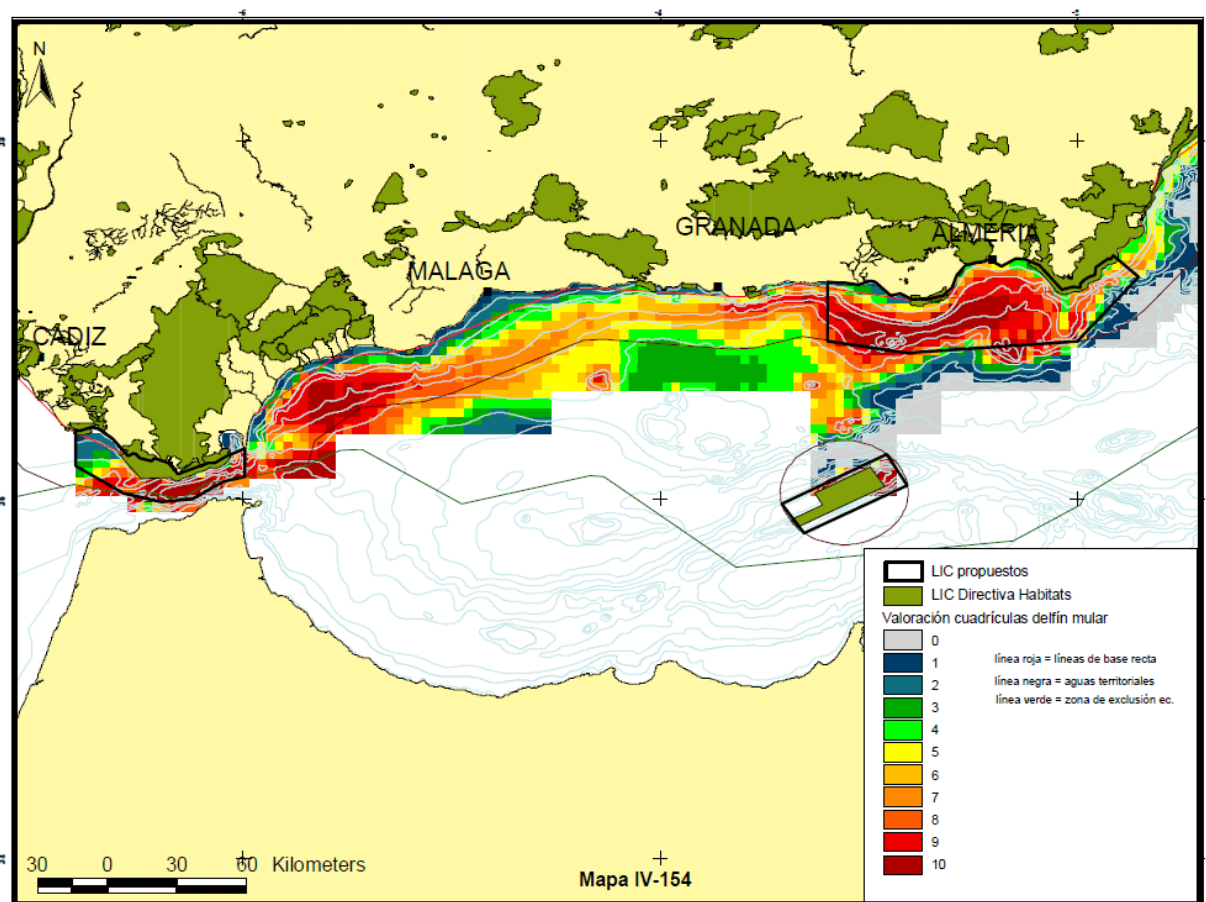 N
GRANADA
ALMERIA
MALAGA
CADIZ
LIC propuestos
LIC Directiva Habitats
Valoración cuadrículas delfín mular
0
1
2
3
4
5
6
7
8
9
10
línea roja = líneas de base recta
línea negra = aguas territoriales
línea verde = zona de exclusión ec.
30 0 30 60 Kilometers
Mapa IV-154